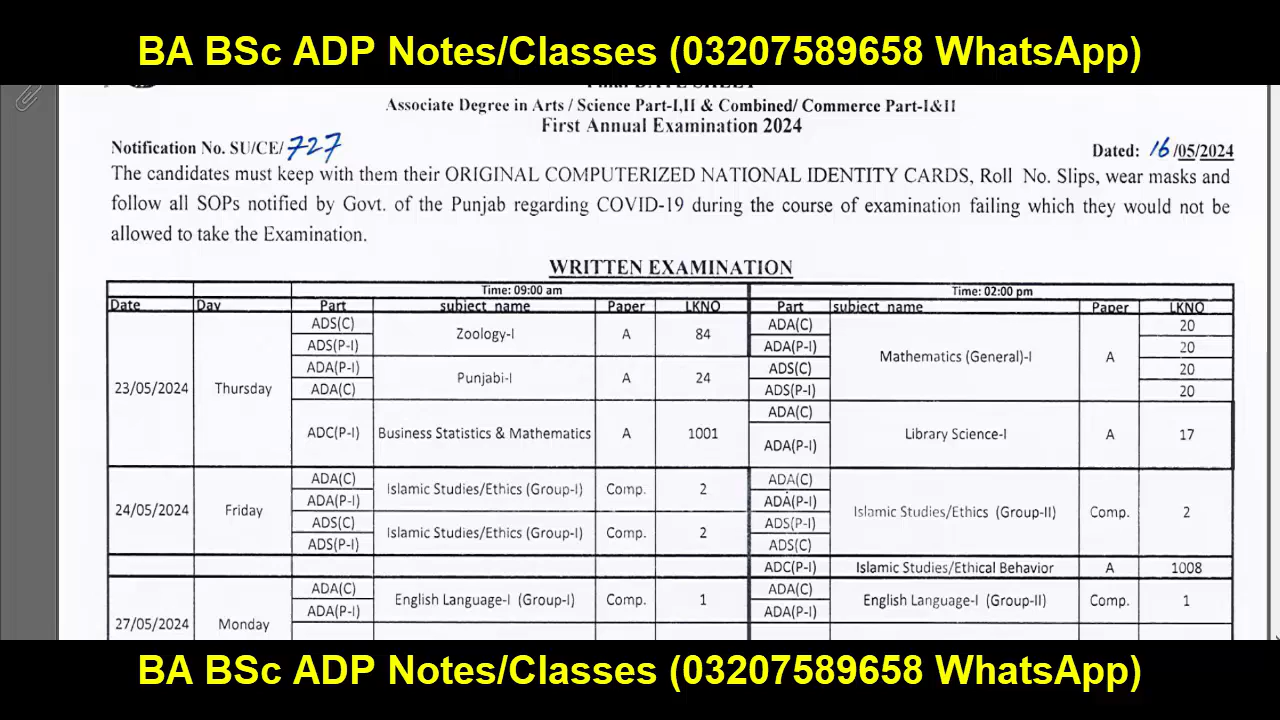 BA BSc ADP Notes/Classes (03207589658 WhatsApp)
Final DATE SHEET
Associate Degree in Arts / Science Part-I,II & Combined/ Commerce Part-I&II
First Annual Examination 2024
Notification No. SU/CE/727 Dated: 16/05/2024
The candidates must keep with them their ORIGINAL COMPUTERIZED NATIONAL IDENTITY CARDS, Roll No. Slips, wear masks and
follow all SOPs notified by Govt. of the Punjab regarding COVID-19 during the course of examination failing which they would not be
allowed to take the Examination.
WRITTEN EXAMINATION
Time: 09:00 am Time: 02:00 pm
Date Day Part subject_name Paper LKNO Part subject_name Paper LKNO
23/05/2024 Thursday
ADS(C) Zoology-I A 84 ADA(C) Mathematics (General)-I A 20
ADS(P-I) ADA(P-I) 20
ADA(P-I) Punjabi-I A 24 ADS(C) 20
ADA(C) ADS(P-I) 20
ADC(P-I) Business Statistics & Mathematics A 1001 ADA(C) Library Science-I A 17
ADA(P-I)
24/05/2024 Friday
ADA(C) Islamic Studies/Ethics (Group-I) Comp. 2 ADA(C) Islamic Studies/Ethics (Group-II) Comp. 2
ADA(P-I) ADA(P-I)
ADS(C) Islamic Studies/Ethics (Group-I) Comp. 2 ADS(P-I)
ADS(P-I) ADS(C)
ADC(P-I) Islamic Studies/Ethical Behavior A 1008
27/05/2024 Monday
ADA(C) English Language-I (Group-I) Comp. 1 ADA(C) English Language-I (Group-II) Comp. 1
ADA(P-I) ADA(P-I)
BA BSc ADP Notes/Classes (03207589658 WhatsApp)